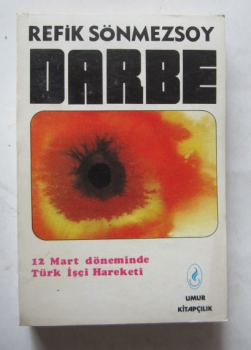 REFİK SÖNMEZSOY
DARBE
12 Mart döneminde
Türk İşçi Hareketi
UMUR
KİTAPÇILIK